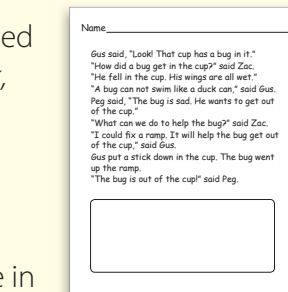 ed
,
e in
Name
Gus said, "Look! That cup has a bug in it."
"How did a bug get in the cup?" said Zac.
"He fell in the cup. His wings are all wet."
"A bug can not swim like a duck can," said Gus.
Peg said, "The bug is sad. He wants to get out
of the cup."
"What can we do to help the bug?" said Zac.
"I could fix a ramp. It will help the bug get out
of the cup," said Gus.
Gus put a stick down in the cup. The bug went
up the ramp.
"The bug is out of the cup!" said Peg.